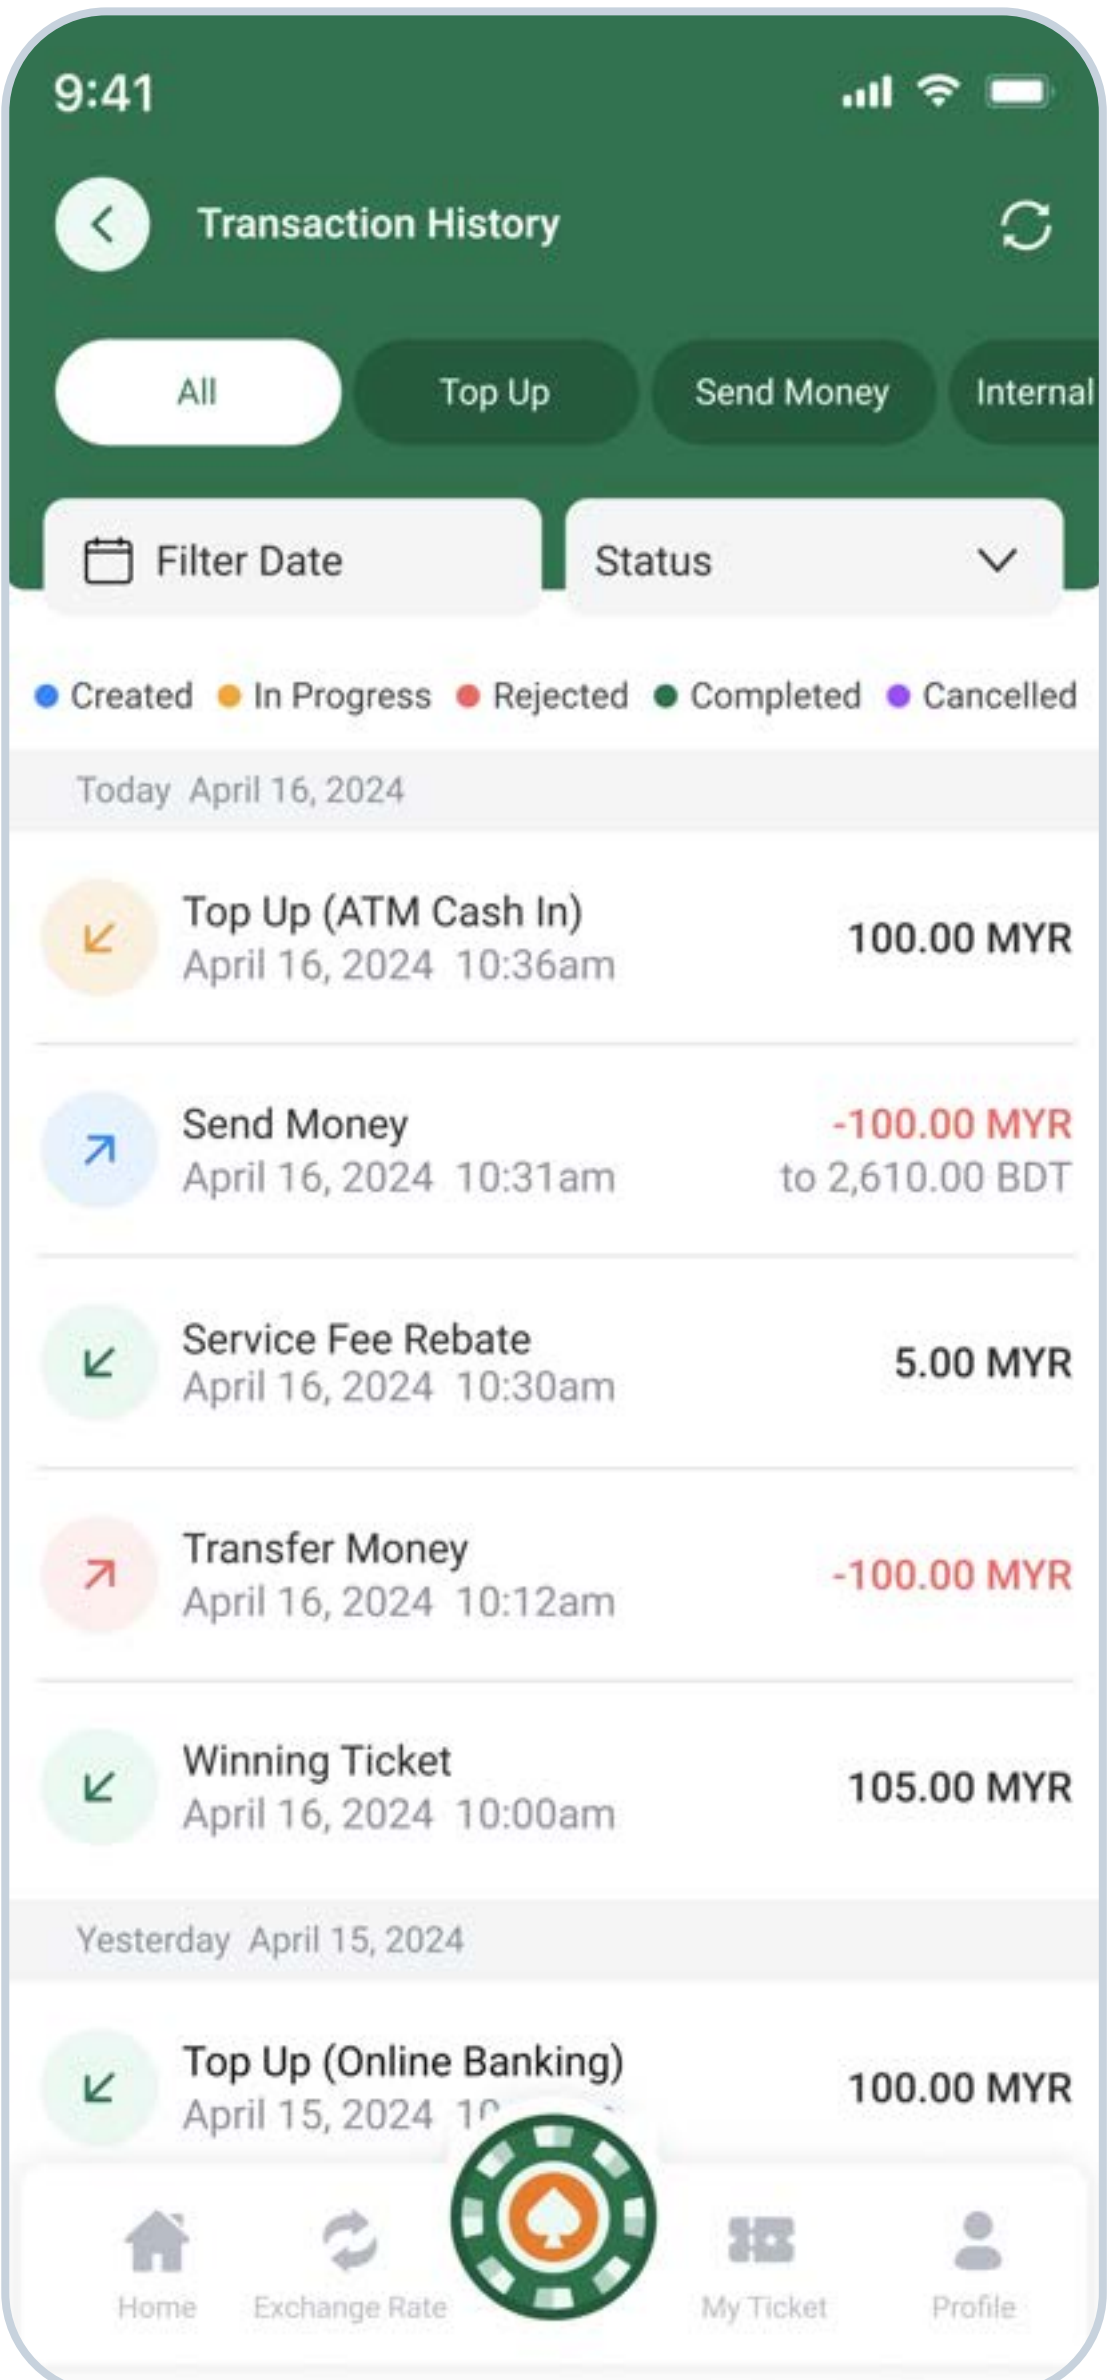 9:41
Transaction History
All Top Up Send Money Internal
Filter Date Status
Created In Progress Rejected Completed Cancelled
Today April 16, 2024
Top Up (ATM Cash In)
April 16, 2024 10:36am
100.00 MYR
Send Money
April 16, 2024 10:31am
-100.00 MYR
to 2,610.00 BDT
Service Fee Rebate
April 16, 2024 10:30am
5.00 MYR
Transfer Money
April 16, 2024 10:12am
-100.00 MYR
Winning Ticket
April 16, 2024 10:00am
105.00 MYR
Yesterday April 15, 2024
Top Up (Online Banking)
April 15, 2024
100.00 MYR
Home Exchange Rate My Ticket Profile